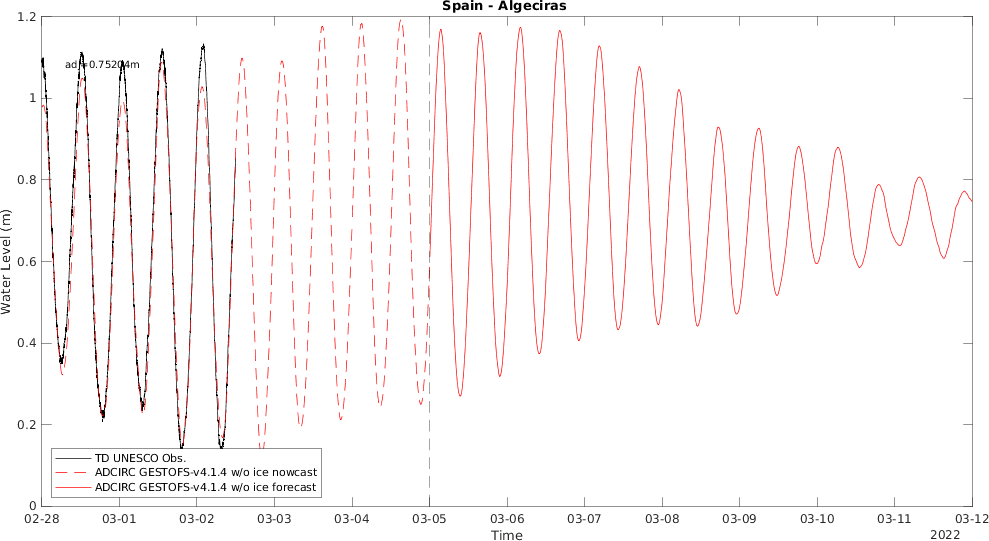 Spain - Algeciras
Water Level (m)
1.2
1
0.8
0.6
0.4
0.2
0
ad =0.75204m
TD UNESCO Obs.
ADCIRC GESTOFS-v4.1.4 w/o ice nowcast
ADCIRC GESTOFS-v4.1.4 w/o ice forecast
02-28 03-01 03-02 03-03 03-04 03-05 03-06 03-07 03-08 03-09 03-10 03-11 03-12
Time
2022